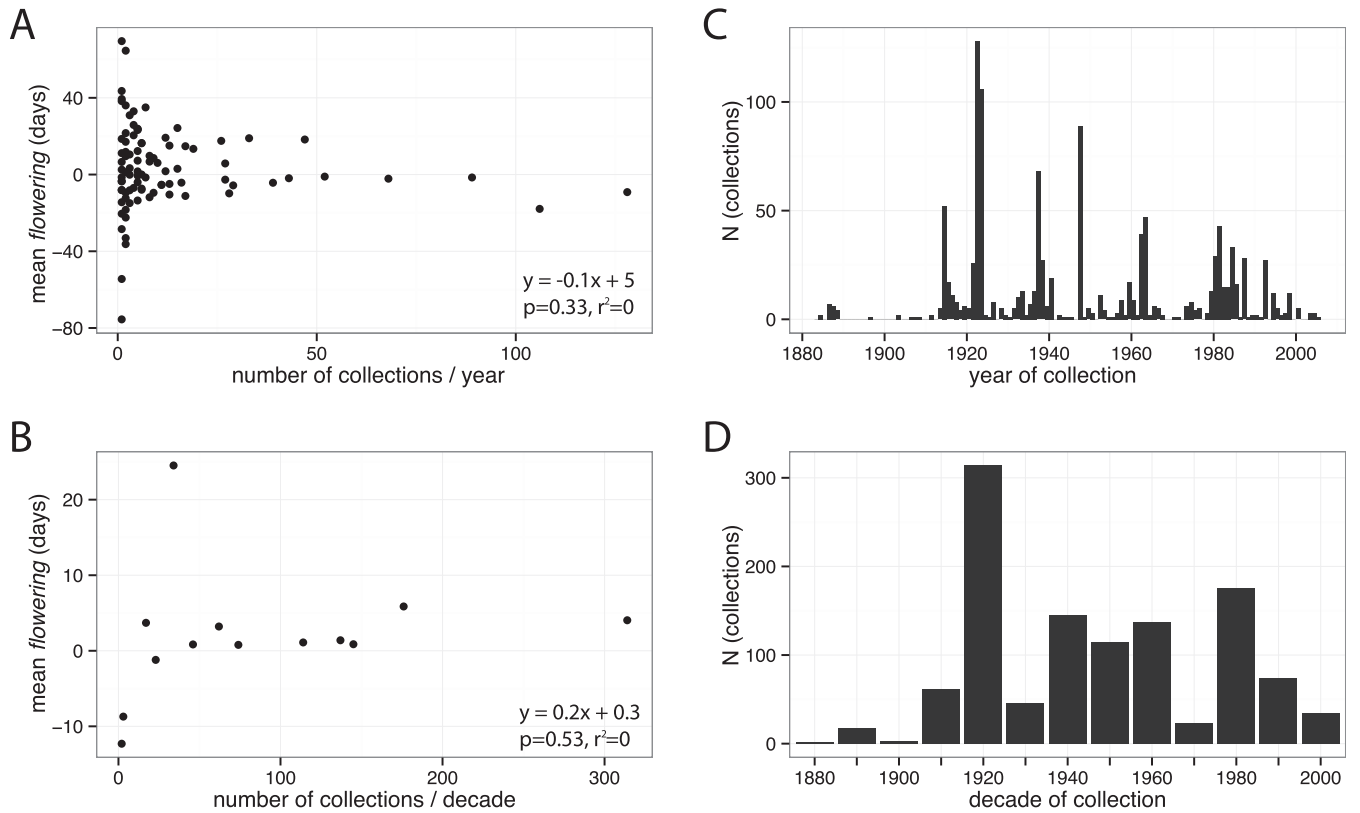 A
mean flowering (days)
40
0
−40
−80
y = -0.1x + 5
p=0.33, r²=0
0 50 100
number of collections / year
C
N (collections)
100
50
0
1880 1900 1920 1940 1960 1980 2000
year of collection
B
mean flowering (days)
20
10
0
−10
y = 0.2x + 0.3
p=0.53, r²=0
0 100 200 300
number of collections / decade
D
N (collections)
300
200
100
0
1880 1900 1920 1940 1960 1980 2000
decade of collection